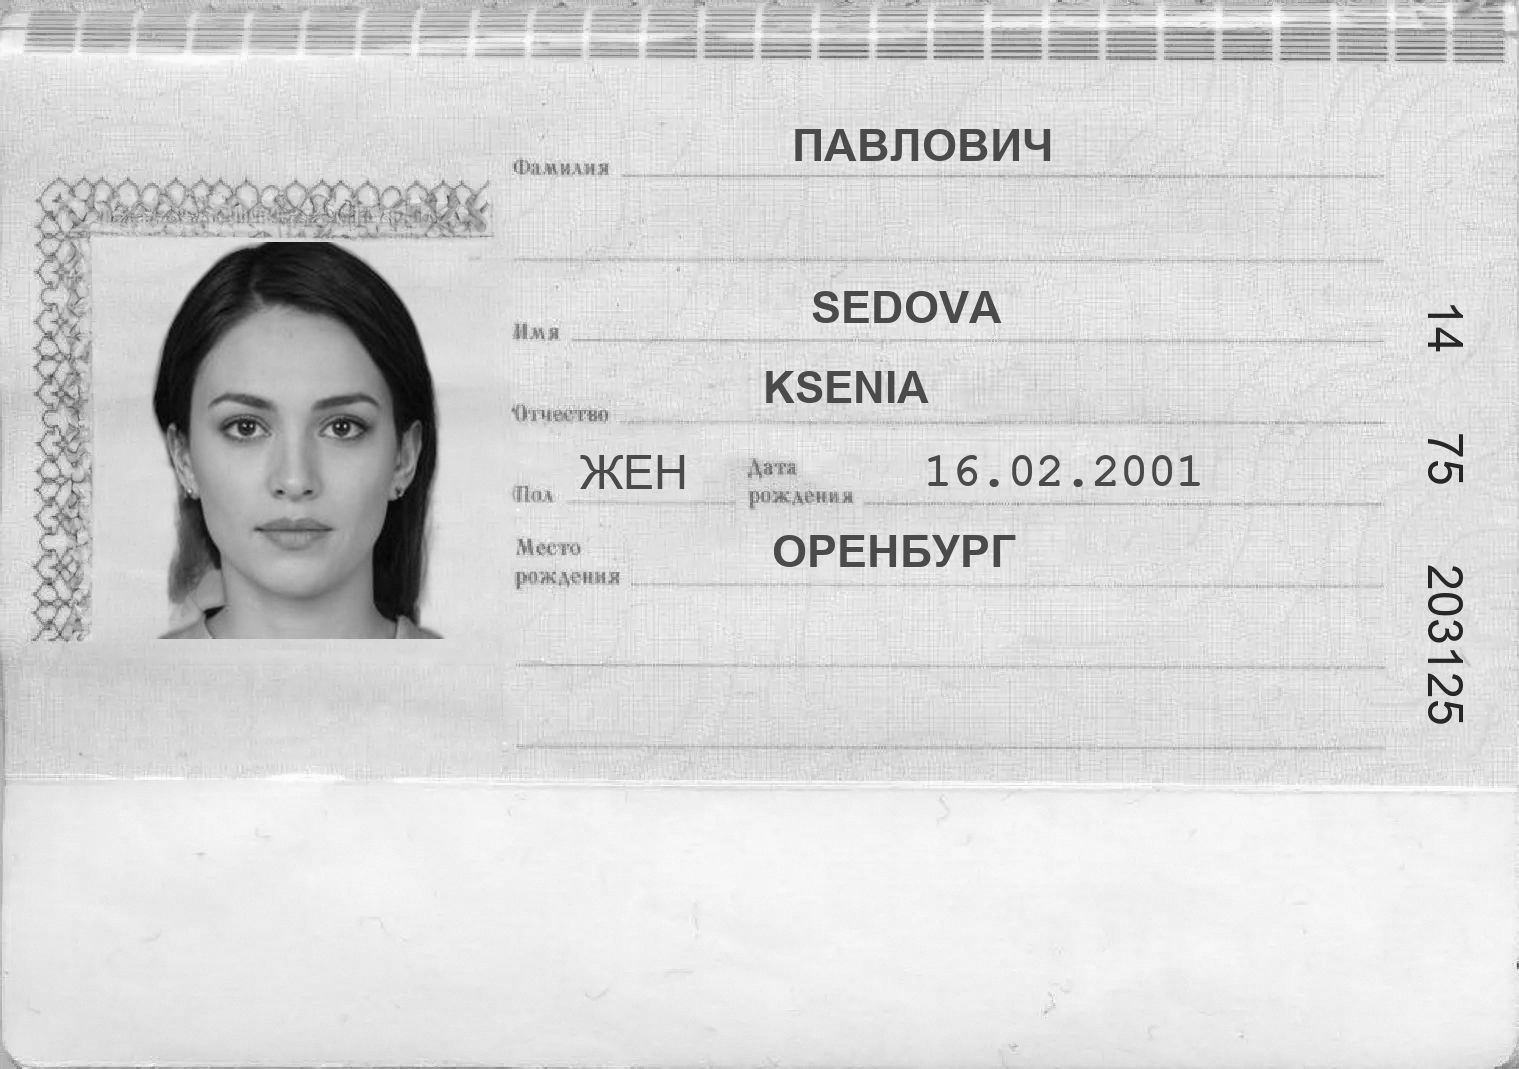 Фамилия ПАВЛОВИЧ
Имя SEDOVA
Отчество KSENIA
Пол ЖЕН Дата рождения 16.02.2001
Место рождения ОРЕНБУРГ
14 75 203125